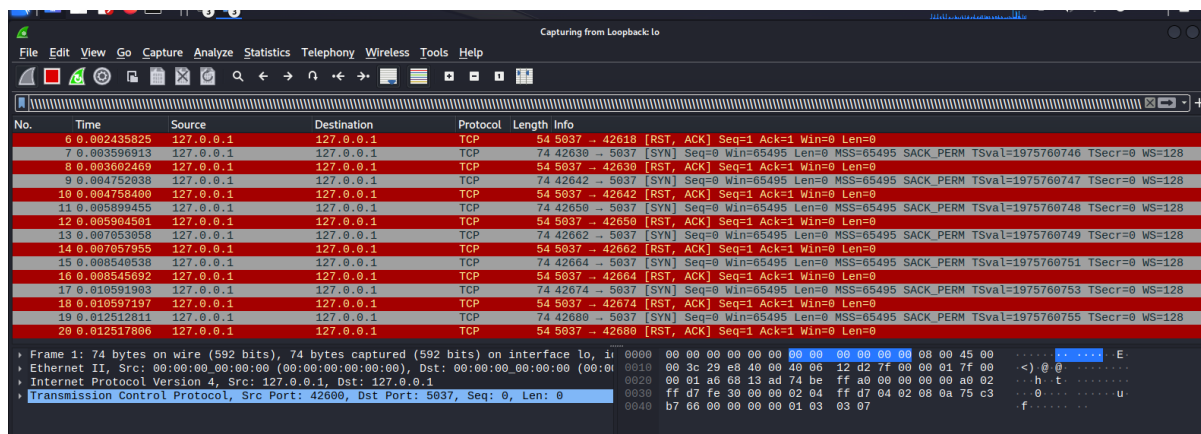 Capturing from Loopback: lo
File Edit View Go Capture Analyze Statistics Telephony Wireless Tools Help
No. Time Source Destination Protocol Length Info
6 0.002435825 127.0.0.1 127.0.0.1 TCP 54 5037 → 42618 [RST, ACK] Seq=1 Ack=1 Win=0 Len=0
7 0.003596913 127.0.0.1 127.0.0.1 TCP 74 42630 → 5037 [SYN] Seq=0 Win=65495 Len=0 MSS=65495 SACK_PERM TSval=1975760746 TSecr=0 WS=128
8 0.003602469 127.0.0.1 127.0.0.1 TCP 54 5037 → 42630 [RST, ACK] Seq=1 Ack=1 Win=0 Len=0
9 0.004752038 127.0.0.1 127.0.0.1 TCP 74 42642 → 5037 [SYN] Seq=0 Win=65495 Len=0 MSS=65495 SACK_PERM TSval=1975760747 TSecr=0 WS=128
10 0.004758400 127.0.0.1 127.0.0.1 TCP 54 5037 → 42642 [RST, ACK] Seq=1 Ack=1 Win=0 Len=0
11 0.005899455 127.0.0.1 127.0.0.1 TCP 74 42650 → 5037 [SYN] Seq=0 Win=65495 Len=0 MSS=65495 SACK_PERM TSval=1975760748 TSecr=0 WS=128
12 0.005904501 127.0.0.1 127.0.0.1 TCP 54 5037 → 42650 [RST, ACK] Seq=1 Ack=1 Win=0 Len=0
13 0.007053058 127.0.0.1 127.0.0.1 TCP 74 42662 → 5037 [SYN] Seq=0 Win=65495 Len=0 MSS=65495 SACK_PERM TSval=1975760749 TSecr=0 WS=128
14 0.007057955 127.0.0.1 127.0.0.1 TCP 54 5037 → 42662 [RST, ACK] Seq=1 Ack=1 Win=0 Len=0
15 0.008540538 127.0.0.1 127.0.0.1 TCP 74 42664 → 5037 [SYN] Seq=0 Win=65495 Len=0 MSS=65495 SACK_PERM TSval=1975760751 TSecr=0 WS=128
16 0.008545692 127.0.0.1 127.0.0.1 TCP 54 5037 → 42664 [RST, ACK] Seq=1 Ack=1 Win=0 Len=0
17 0.010591803 127.0.0.1 127.0.0.1 TCP 74 42674 → 5037 [SYN] Seq=0 Win=65495 Len=0 MSS=65495 SACK_PERM TSval=1975760753 TSecr=0 WS=128
18 0.010597197 127.0.0.1 127.0.0.1 TCP 54 5037 → 42674 [RST, ACK] Seq=1 Ack=1 Win=0 Len=0
19 0.012512811 127.0.0.1 127.0.0.1 TCP 74 42680 → 5037 [SYN] Seq=0 Win=65495 Len=0 MSS=65495 SACK_PERM TSval=1975760755 TSecr=0 WS=128
20 0.012517806 127.0.0.1 127.0.0.1 TCP 54 5037 → 42680 [RST, ACK] Seq=1 Ack=1 Win=0 Len=0
Frame 1: 74 bytes on wire (592 bits), 74 bytes captured (592 bits) on interface lo,
Ethernet II, Src: 00:00:00_00:00:00 (00:00:00:00:00:00), Dst: 00:00:00_00:00:00 (00:00
Internet Protocol Version 4, Src: 127.0.0.1, Dst: 127.0.0.1
Transmission Control Protocol, Src Port: 42600, Dst Port: 5037, Seq: 0, Len: 0
0000 00 00 00 00 00 00 00 00 00 00 00 00 08 00 45 00 ··············E·
0010 00 3c 29 e8 40 00 40 06 12 d2 7f 00 00 01 7f 00 ·<)·@·@·········
0020 00 01 a6 68 13 ad 74 be ff a0 00 00 00 00 a0 02 ···h··t·········
0030 ff d7 fe 30 00 00 02 04 ff d7 04 02 08 0a 75 c3 ···0··········u·
0040 b7 66 00 00 00 00 01 03 03 07 ·f········